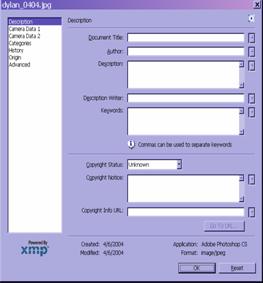 dylan_0404.jpg
Description
Camera Data 1
Camera Data 2
Categories
History
Origin
Advanced
Description
Document Title:
Author:
Description:
Description Writer:
Keywords:
Commas can be used to separate keywords
Copyright Status: Unknown
Copyright Notice:
Copyright Info URL:
Go To URL...
Powered By
xmp
Created: 4/6/2004
Modified: 4/6/2004
Application: Adobe Photoshop CS
Format: image/jpeg
OK
Reset